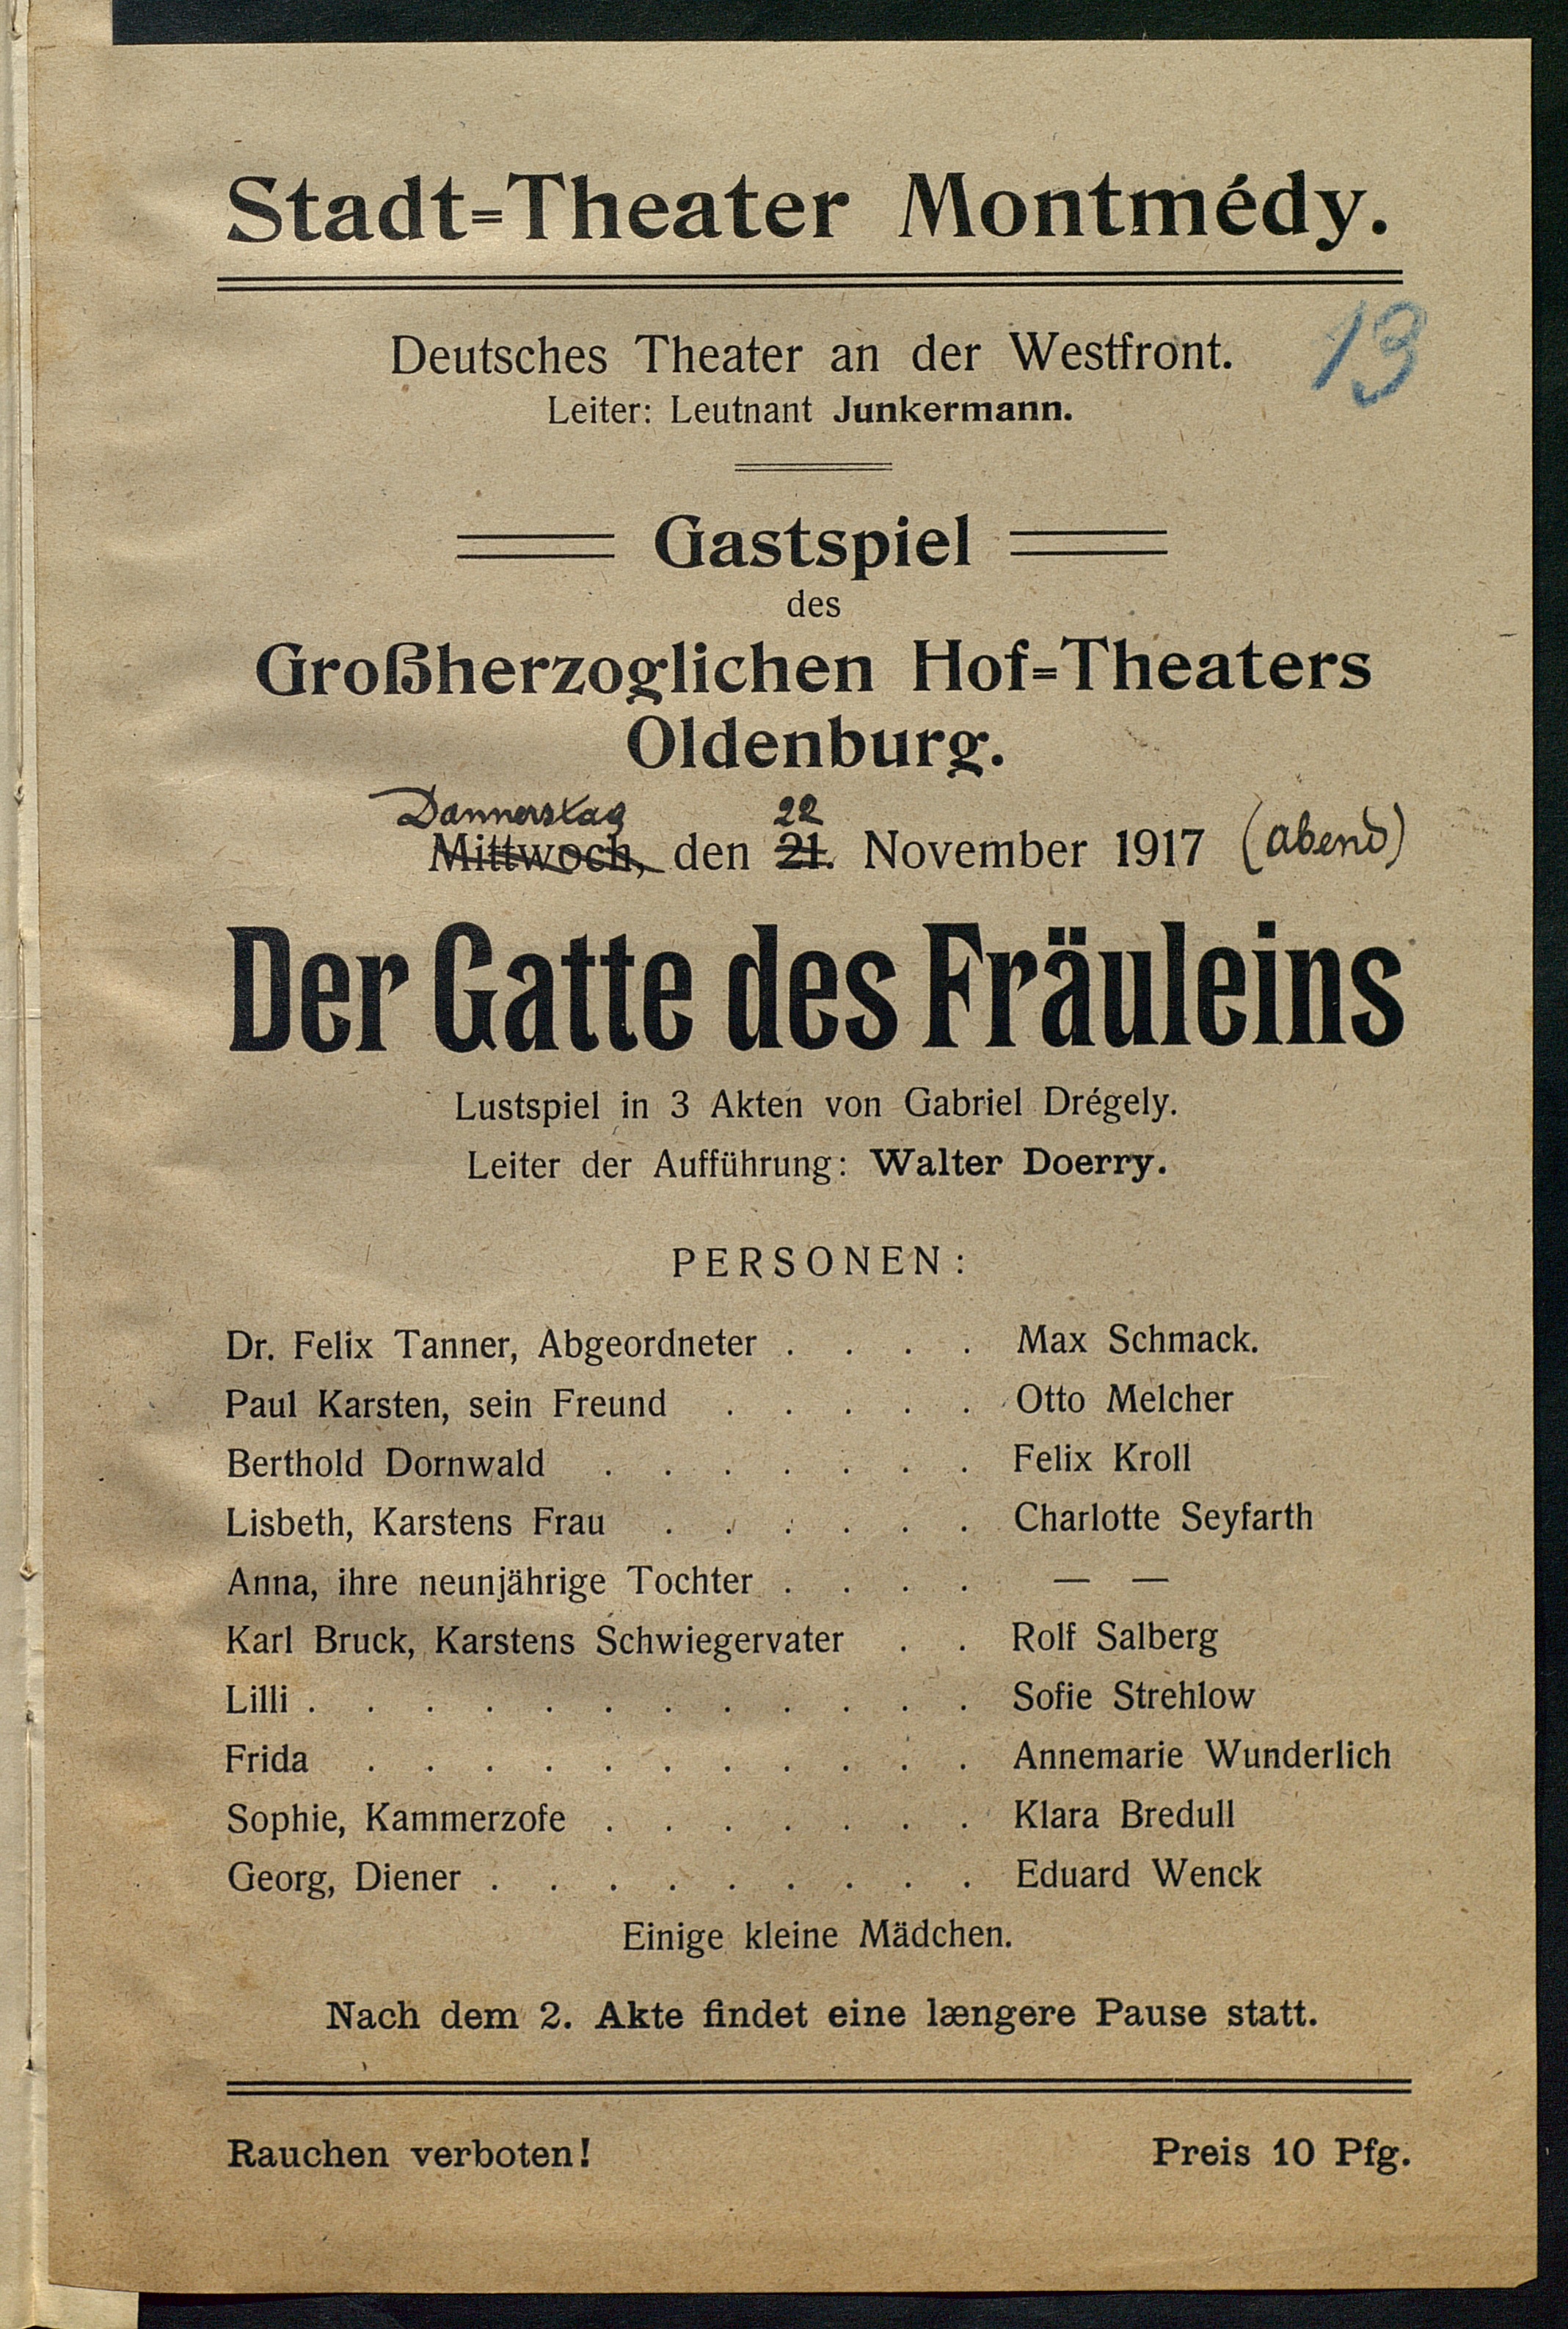 Stadt=Theater Montmédy.
13
Deutsches Theater an der Westfront.
Leiter: Leutnant Junkermann.
Gastspiel
des
Großherzoglichen Hof=Theaters
Oldenburg.
Donnerstag 22
Mittwoch, den 21. November 1917 (abend)
Der Gatte des Fräuleins
Lustspiel in 3 Akten von Gabriel Drégely.
Leiter der Aufführung: Walter Doerry.
PERSONEN:
Dr. Felix Tanner, Abgeordneter . . . . Max Schmack.
Paul Karsten, sein Freund . . . . . Otto Melcher
Berthold Dornwald . . . . . . . Felix Kroll
Lisbeth, Karstens Frau . . . . . . Charlotte Seyfarth
Anna, ihre neunjährige Tochter . . . . — —
Karl Bruck, Karstens Schwiegervater . . Rolf Salberg
Lilli . . . . . . . . . . . . Sofie Strehlow
Frida . . . . . . . . . . . Annemarie Wunderlich
Sophie, Kammerzofe . . . . . . . Klara Bredull
Georg, Diener . . . . . . . . . Eduard Wenck
Einige kleine Mädchen.
Nach dem 2. Akte findet eine længere Pause statt.
Rauchen verboten! Preis 10 Pfg.